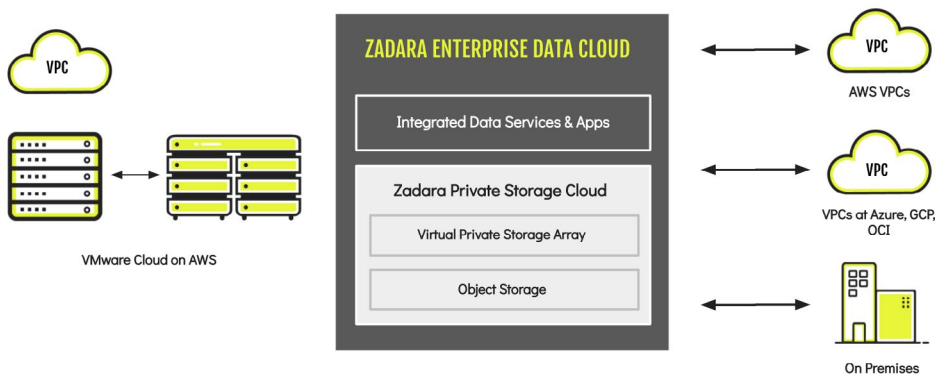 VPC
VMware Cloud on AWS
ZADARA ENTERPRISE DATA CLOUD
Integrated Data Services & Apps
Zadara Private Storage Cloud
Virtual Private Storage Array
Object Storage
VPC
AWS VPCs
VPC
VPCs at Azure, GCP,
OCI
On Premises